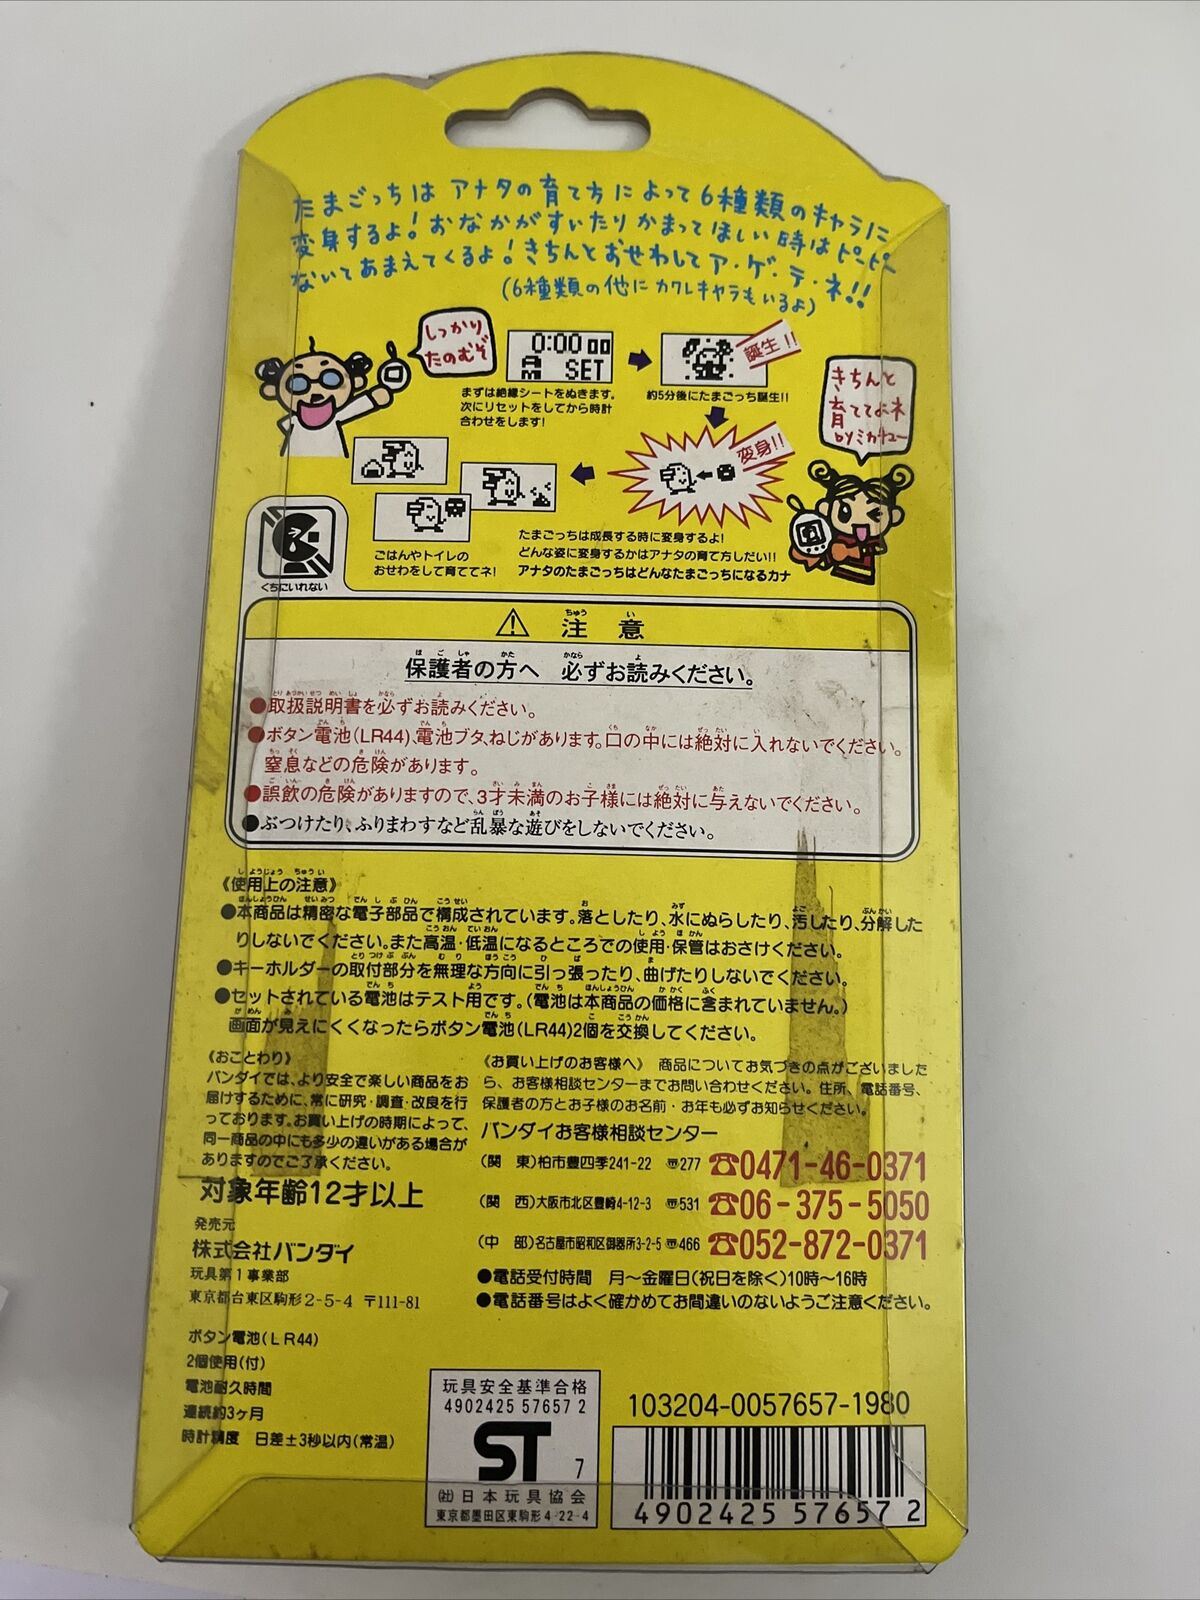 たまごっちは アナタの育て方によって6種類のキャラに
変身するよ!おなかがすいたりかまってほしい時はピーピー
ないてあまえてくるよ!きちんとおせわしてア・ゲ・テ・ネ!!
(6種類の他にカクレキャラもいるよ)
しっかり
たのむぞ
0:00 00
AM SET
誕生!!
まずは絶縁シートをぬきます。
次にリセットをしてから時計
合わせをします!
約5分後にたまごっち誕生!!
きちんと
育ててよネ
byミカチュー
変身!!
ごはんやトイレの
おせわをして育ててネ!
たまごっちは成長する時に変身するよ!
どんな姿に変身するかはアナタの育て方しだい!!
アナタのたまごっちはどんなたまごっちになるカナ
くちにいれない
⚠ 注意
保護者の方へ 必ずお読みください。
●取扱説明書を必ずお読みください。
●ボタン電池(LR44)、電池ブタ、ねじがあります。口の中には絶対に入れないでください。
窒息などの危険があります。
●誤飲の危険がありますので、3才未満のお子様には絶対に与えないでください。
●ぶつけたり、ふりまわすなど乱暴な遊びをしないでください。
《使用上の注意》
●本商品は精密な電子部品で構成されています。落としたり、水にぬらしたり、汚したり、分解した
りしないでください。また高温・低温になるところでの使用・保管はおさけください。
●キーホルダーの取付部分を無理な方向に引っ張ったり、曲げたりしないでください。
●セットされている電池はテスト用です。(電池は本商品の価格に含まれていません。)
画面が見えにくくなったらボタン電池(LR44)2個を交換してください。
《おことわり》
バンダイでは、より安全で楽しい商品をお
届けするために、常に研究・調査・改良を行
っております。お買い上げの時期によって、
同一商品の中にも多少の違いがある場合が
ありますのでご了承ください。
対象年齢12才以上
発売元
株式会社バンダイ
玩具第1事業部
東京都台東区駒形2-5-4 〒111-81
《お買い上げのお客様へ》 商品についてお気づきの点がございました
ら、お客様相談センターまでお問い合わせください。住所、電話番号、
保護者の方とお子様のお名前・お年も必ずお知らせください。
バンダイお客様相談センター
(関 東)柏市豊四季241-22 〒277 ☎0471-46-0371
(関 西)大阪市北区豊崎4-12-3 〒531 ☎06-375-5050
(中 部)名古屋市昭和区御器所3-2-5 〒466 ☎052-872-0371
●電話受付時間 月〜金曜日(祝日を除く)10時〜16時
●電話番号はよく確かめてお間違いのないようご注意ください。
ボタン電池(LR44)
2個使用(付)
電池耐久時間
連続約3ヶ月
時計精度 日差±3秒以内(常温)
玩具安全基準合格
4902425 57657 2
ST 7
(社)日本玩具協会
東京都墨田区東駒形4-22-4
103204-0057657-1980
4902425 57657 2